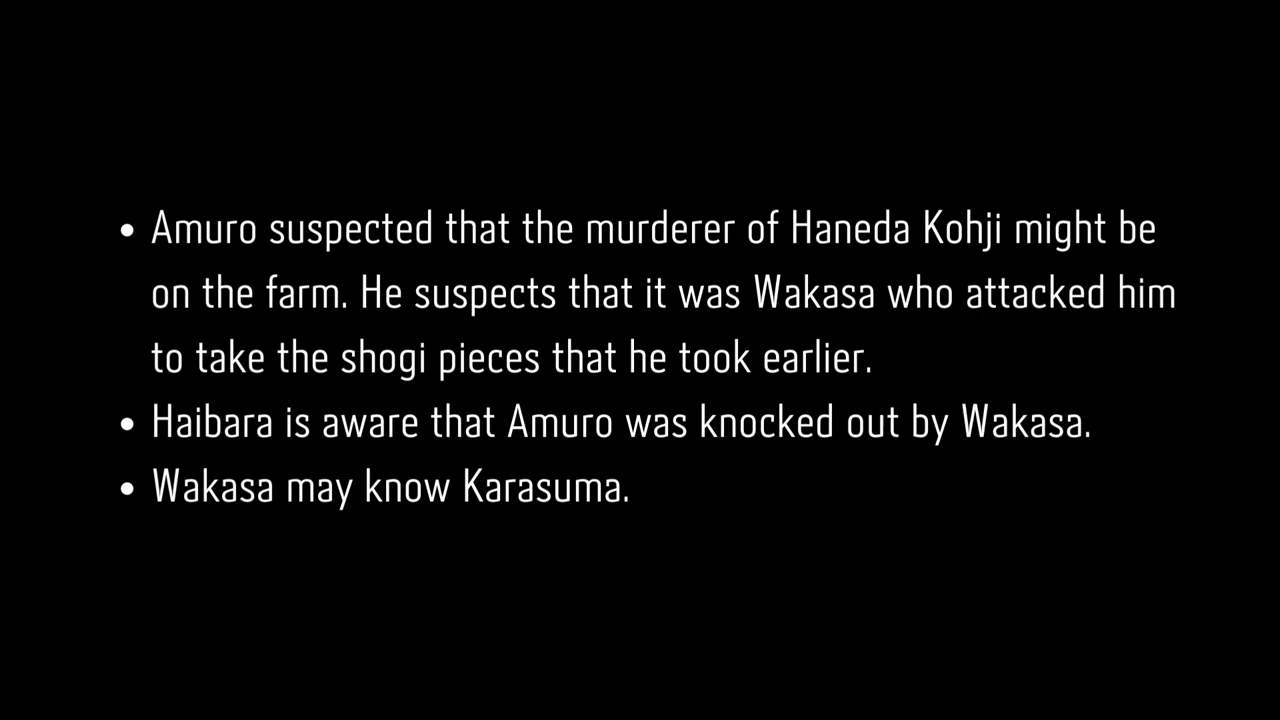 • Amuro suspected that the murderer of Haneda Kohji might be
on the farm. He suspects that it was Wakasa who attacked him
to take the shogi pieces that he took earlier.
• Haibara is aware that Amuro was knocked out by Wakasa.
• Wakasa may know Karasuma.